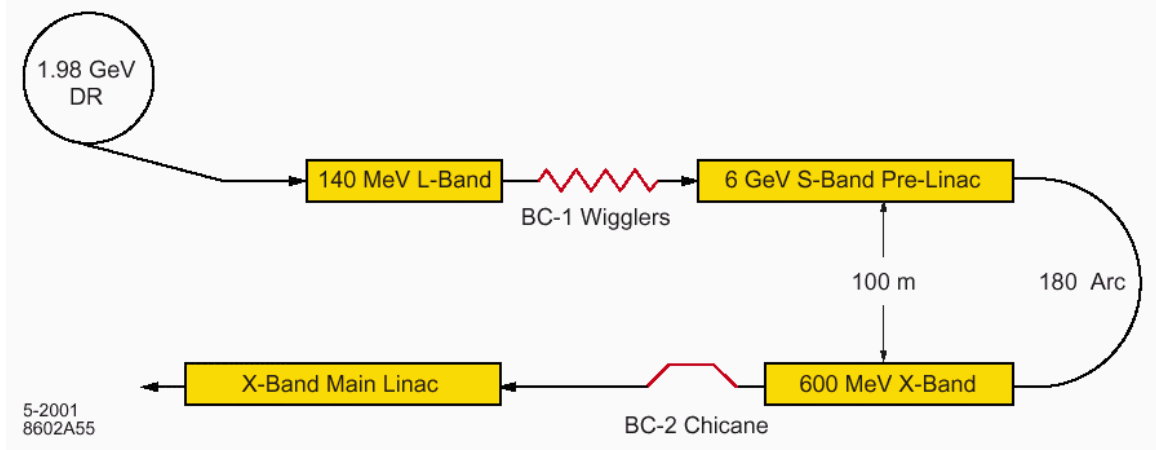 1.98 GeV
DR
140 MeV L-Band
BC-1 Wigglers
6 GeV S-Band Pre-Linac
100 m
180 Arc
X-Band Main Linac
BC-2 Chicane
600 MeV X-Band
5-2001
8602A55